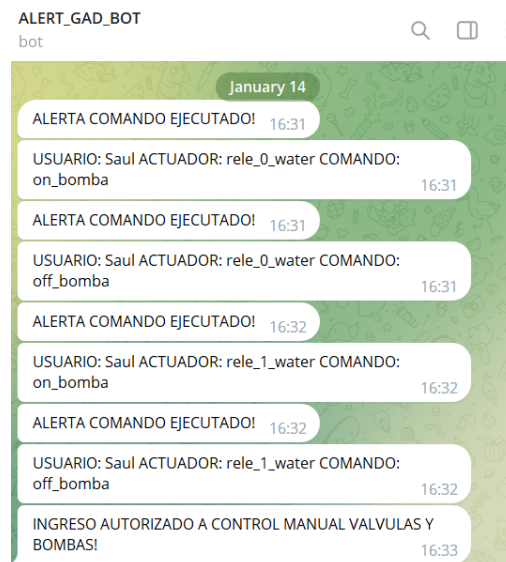 ALERT_GAD_BOT
bot
January 14
ALERTA COMANDO EJECUTADO! 16:31
USUARIO: Saul ACTUADOR: rele_0_water COMANDO:
on_bomba 16:31
ALERTA COMANDO EJECUTADO! 16:31
USUARIO: Saul ACTUADOR: rele_0_water COMANDO:
off_bomba 16:31
ALERTA COMANDO EJECUTADO! 16:32
USUARIO: Saul ACTUADOR: rele_1_water COMANDO:
on_bomba 16:32
ALERTA COMANDO EJECUTADO! 16:32
USUARIO: Saul ACTUADOR: rele_1_water COMANDO:
off_bomba 16:32
INGRESO AUTORIZADO A CONTROL MANUAL VALVULAS Y
BOMBAS! 16:33